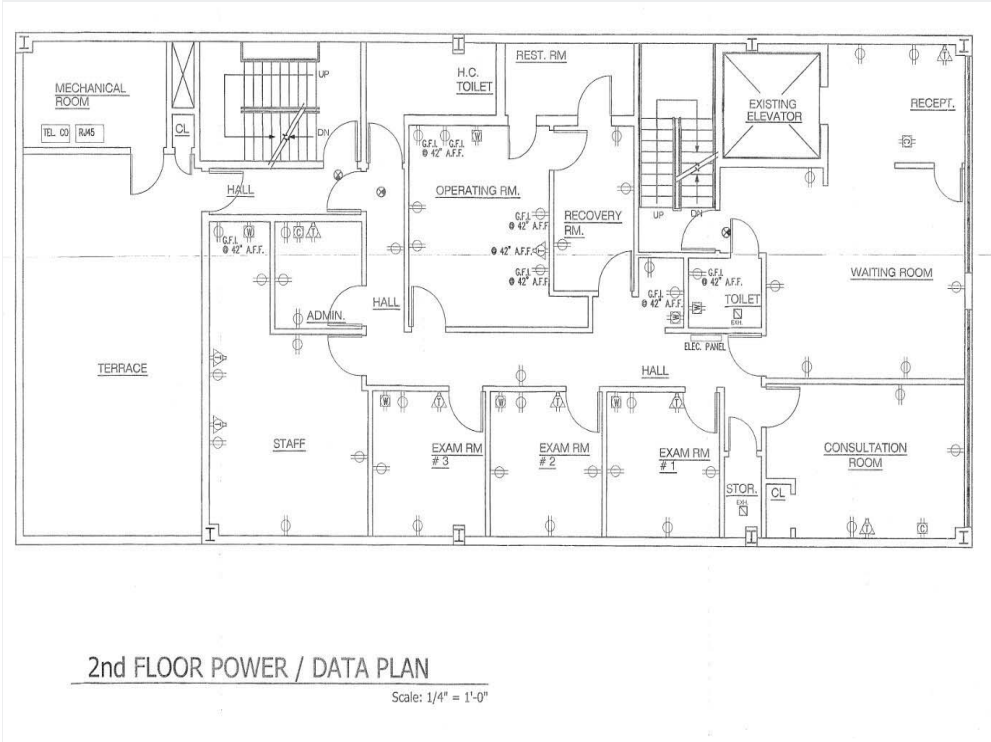 MECHANICAL
ROOM
TEL CO
RJ45
CL
UP
DN
H.C.
TOILET
REST. RM
EXISTING
ELEVATOR
RECEPT.
G.F.I.
@ 42" A.F.F.
G.F.I.
W
HALL
OPERATING RM.
G.F.I.
@ 42" A.F.F.
RECOVERY
RM.
UP
DN
G.F.I.
@ 42" A.F.F.
W
C
T
@ 42" A.F.F.
T
G.F.I.
@ 42" A.F.F.
G.F.I.
@ 42" A.F.F.
W
G.F.I.
@ 42" A.F.F.
W
TOILET
EXH.
WAITING ROOM
ADMIN.
HALL
ELEC. PANEL
TERRACE
HALL
STAFF
W
T
EXAM RM
# 3
W
T
EXAM RM
# 2
W
T
EXAM RM
# 1
STOR.
EXH.
CL
CONSULTATION
ROOM
T
C
2nd FLOOR POWER / DATA PLAN
Scale: 1/4" = 1'-0"